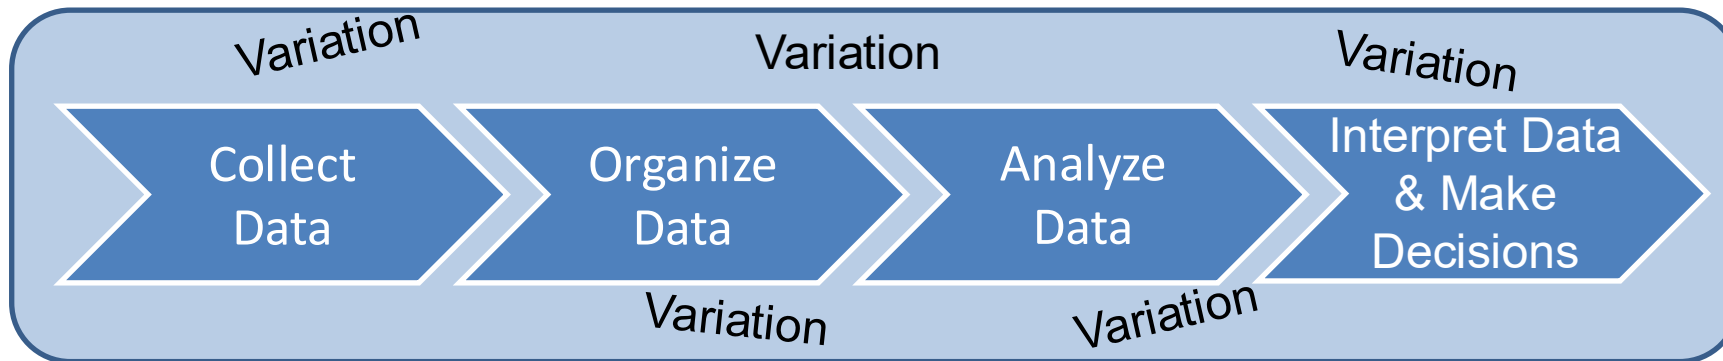 Variation
Variation
Variation
Collect
Data
Organize
Data
Analyze
Data
Interpret Data
& Make
Decisions
Variation
Variation